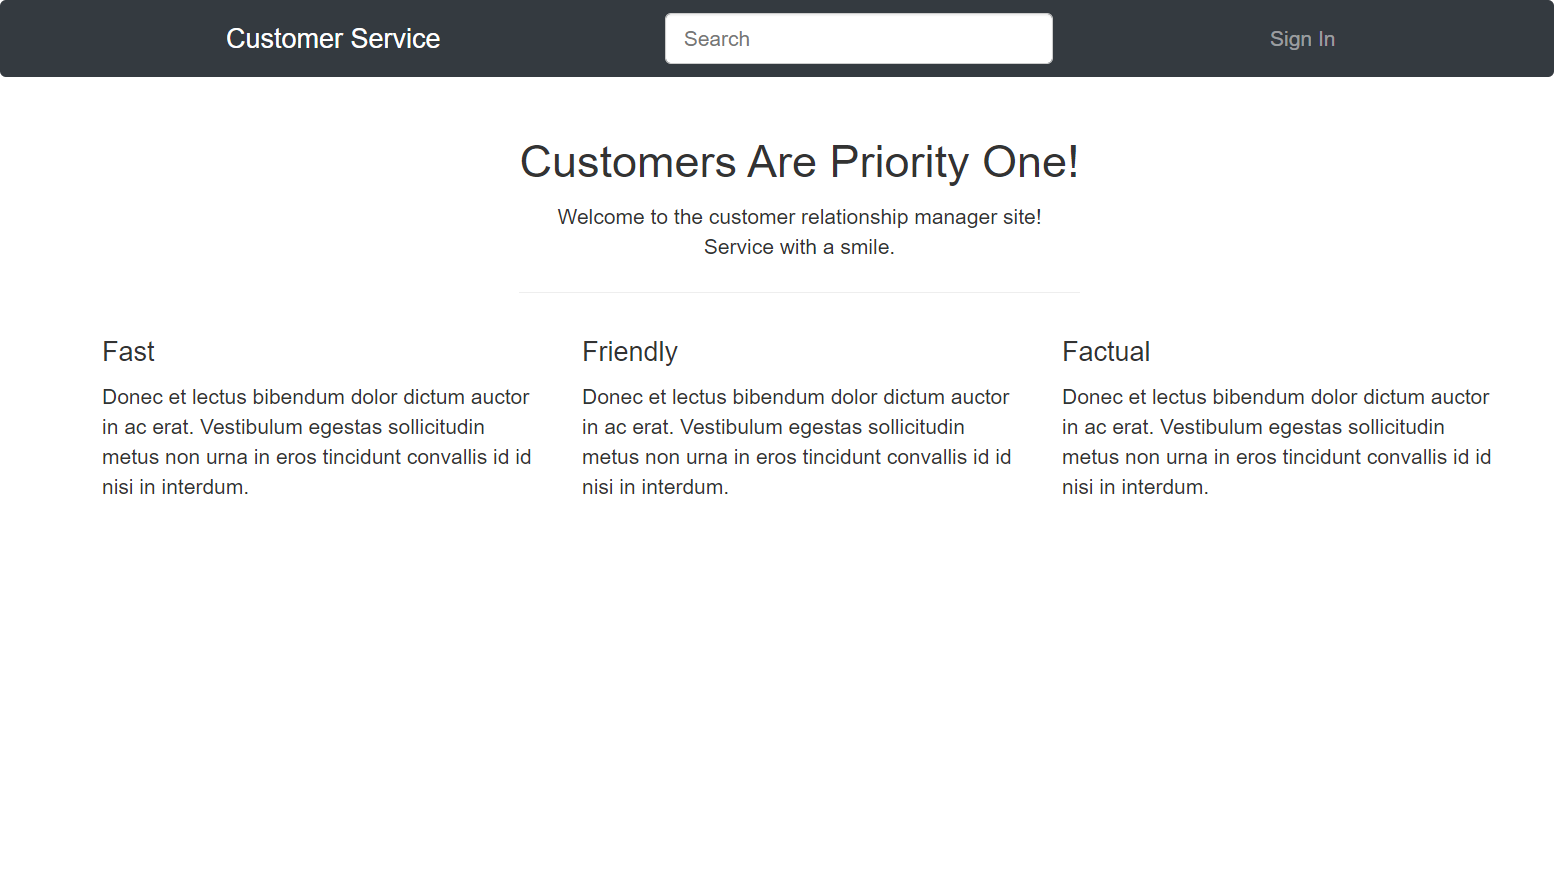 Customer Service
Search
Sign In
Customers Are Priority One!
Welcome to the customer relationship manager site!
Service with a smile.
Fast
Donec et lectus bibendum dolor dictum auctor
in ac erat. Vestibulum egestas sollicitudin
metus non urna in eros tincidunt convallis id id
nisi in interdum.
Friendly
Donec et lectus bibendum dolor dictum auctor
in ac erat. Vestibulum egestas sollicitudin
metus non urna in eros tincidunt convallis id id
nisi in interdum.
Factual
Donec et lectus bibendum dolor dictum auctor
in ac erat. Vestibulum egestas sollicitudin
metus non urna in eros tincidunt convallis id id
nisi in interdum.